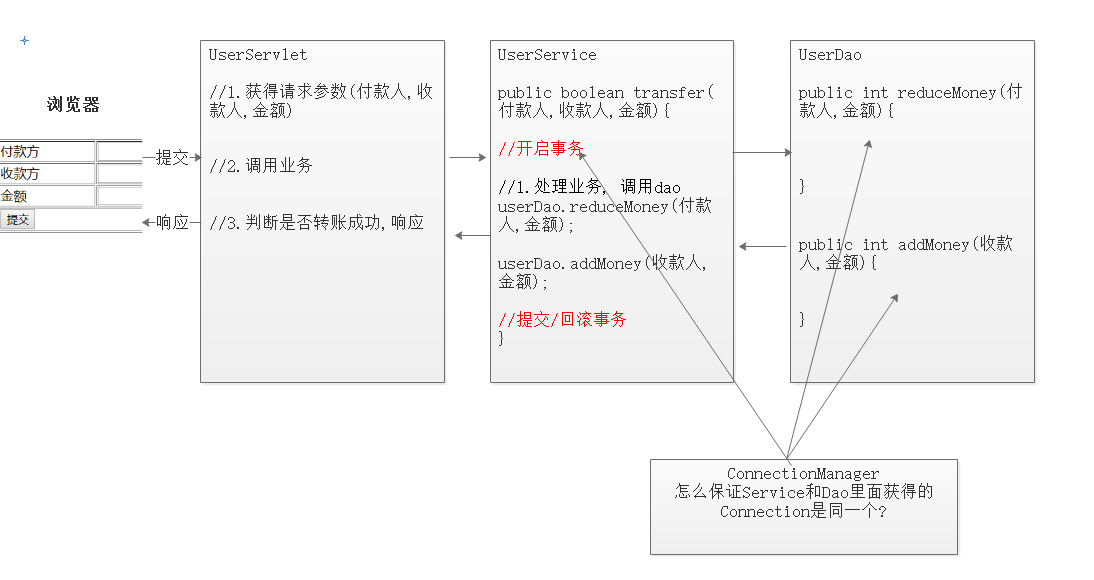 浏览器
付款方
收款方
金额
提交
提交
响应
UserServlet
//1.获得请求参数(付款人,收
款人,金额)
//2.调用业务
//3.判断是否转账成功,响应
UserService
public boolean transfer(
付款人,收款人,金额){
//开启事务
//1.处理业务, 调用dao
userDao.reduceMoney(付款
人,金额);
userDao.addMoney(收款人,
金额);
//提交/回滚事务
}
UserDao
public int reduceMoney(付
款人,金额){
}
public int addMoney(收款
人,金额){
}
ConnectionManager
怎么保证Service和Dao里面获得的
Connection是同一个?